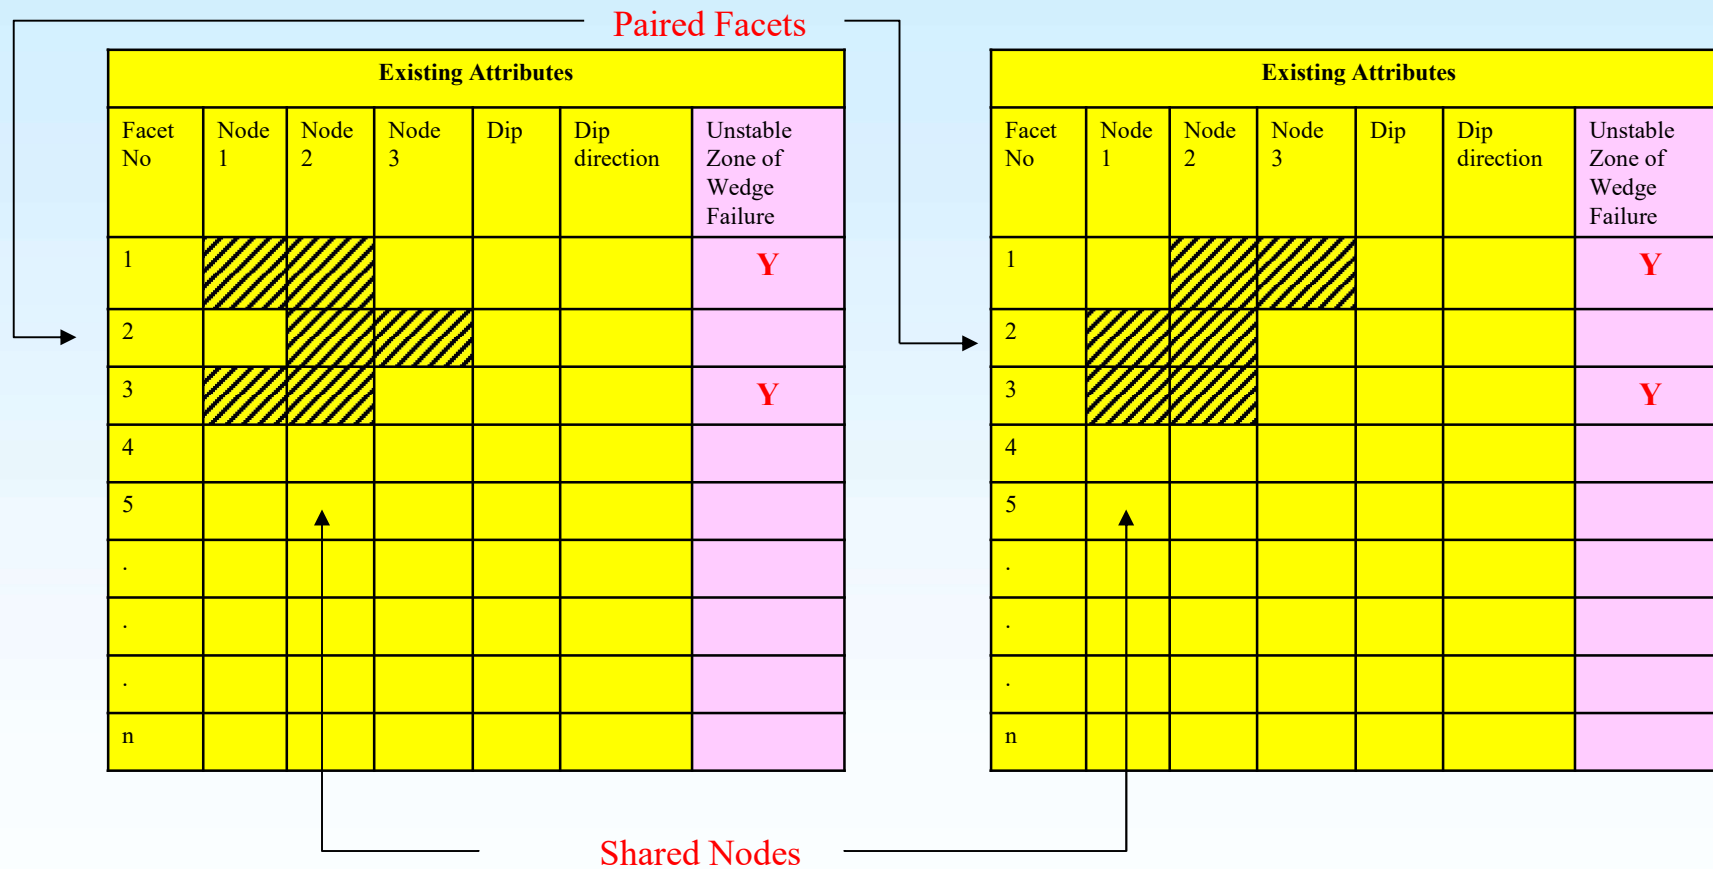 Paired Facets
Existing Attributes
Facet No Node 1 Node 2 Node 3 Dip Dip direction Unstable Zone of Wedge Failure
1 Y
2
3 Y
4
5
.
.
.
n
Existing Attributes
Facet No Node 1 Node 2 Node 3 Dip Dip direction Unstable Zone of Wedge Failure
1 Y
2
3 Y
4
5
.
.
.
n
Shared Nodes